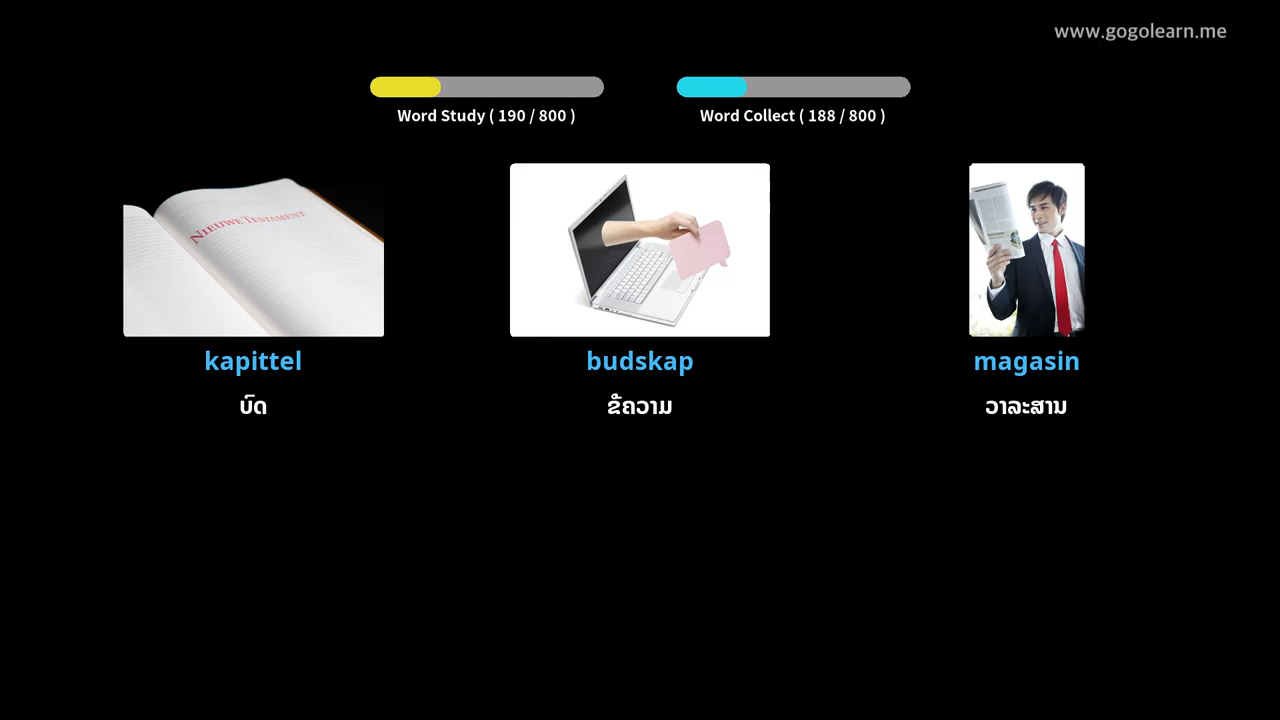 www.gogolearn.me
Word Study ( 190 / 800 )
Word Collect ( 188 / 800 )
NIEUWE TESTAMENT
kapittel
budskap
magasin
ບົດ
ຂໍ້ຄວາມ
ວາລະສານ